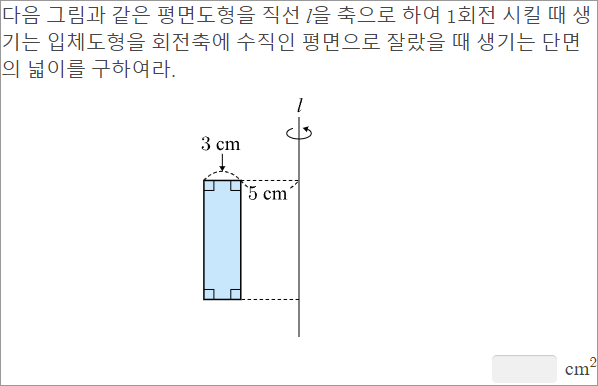 다음 그림과 같은 평면도형을 직선 l을 축으로 하여 1회전 시킬 때 생
기는 입체도형을 회전축에 수직인 평면으로 잘랐을 때 생기는 단면
의 넓이를 구하여라.
l
3 cm
5 cm
cm²